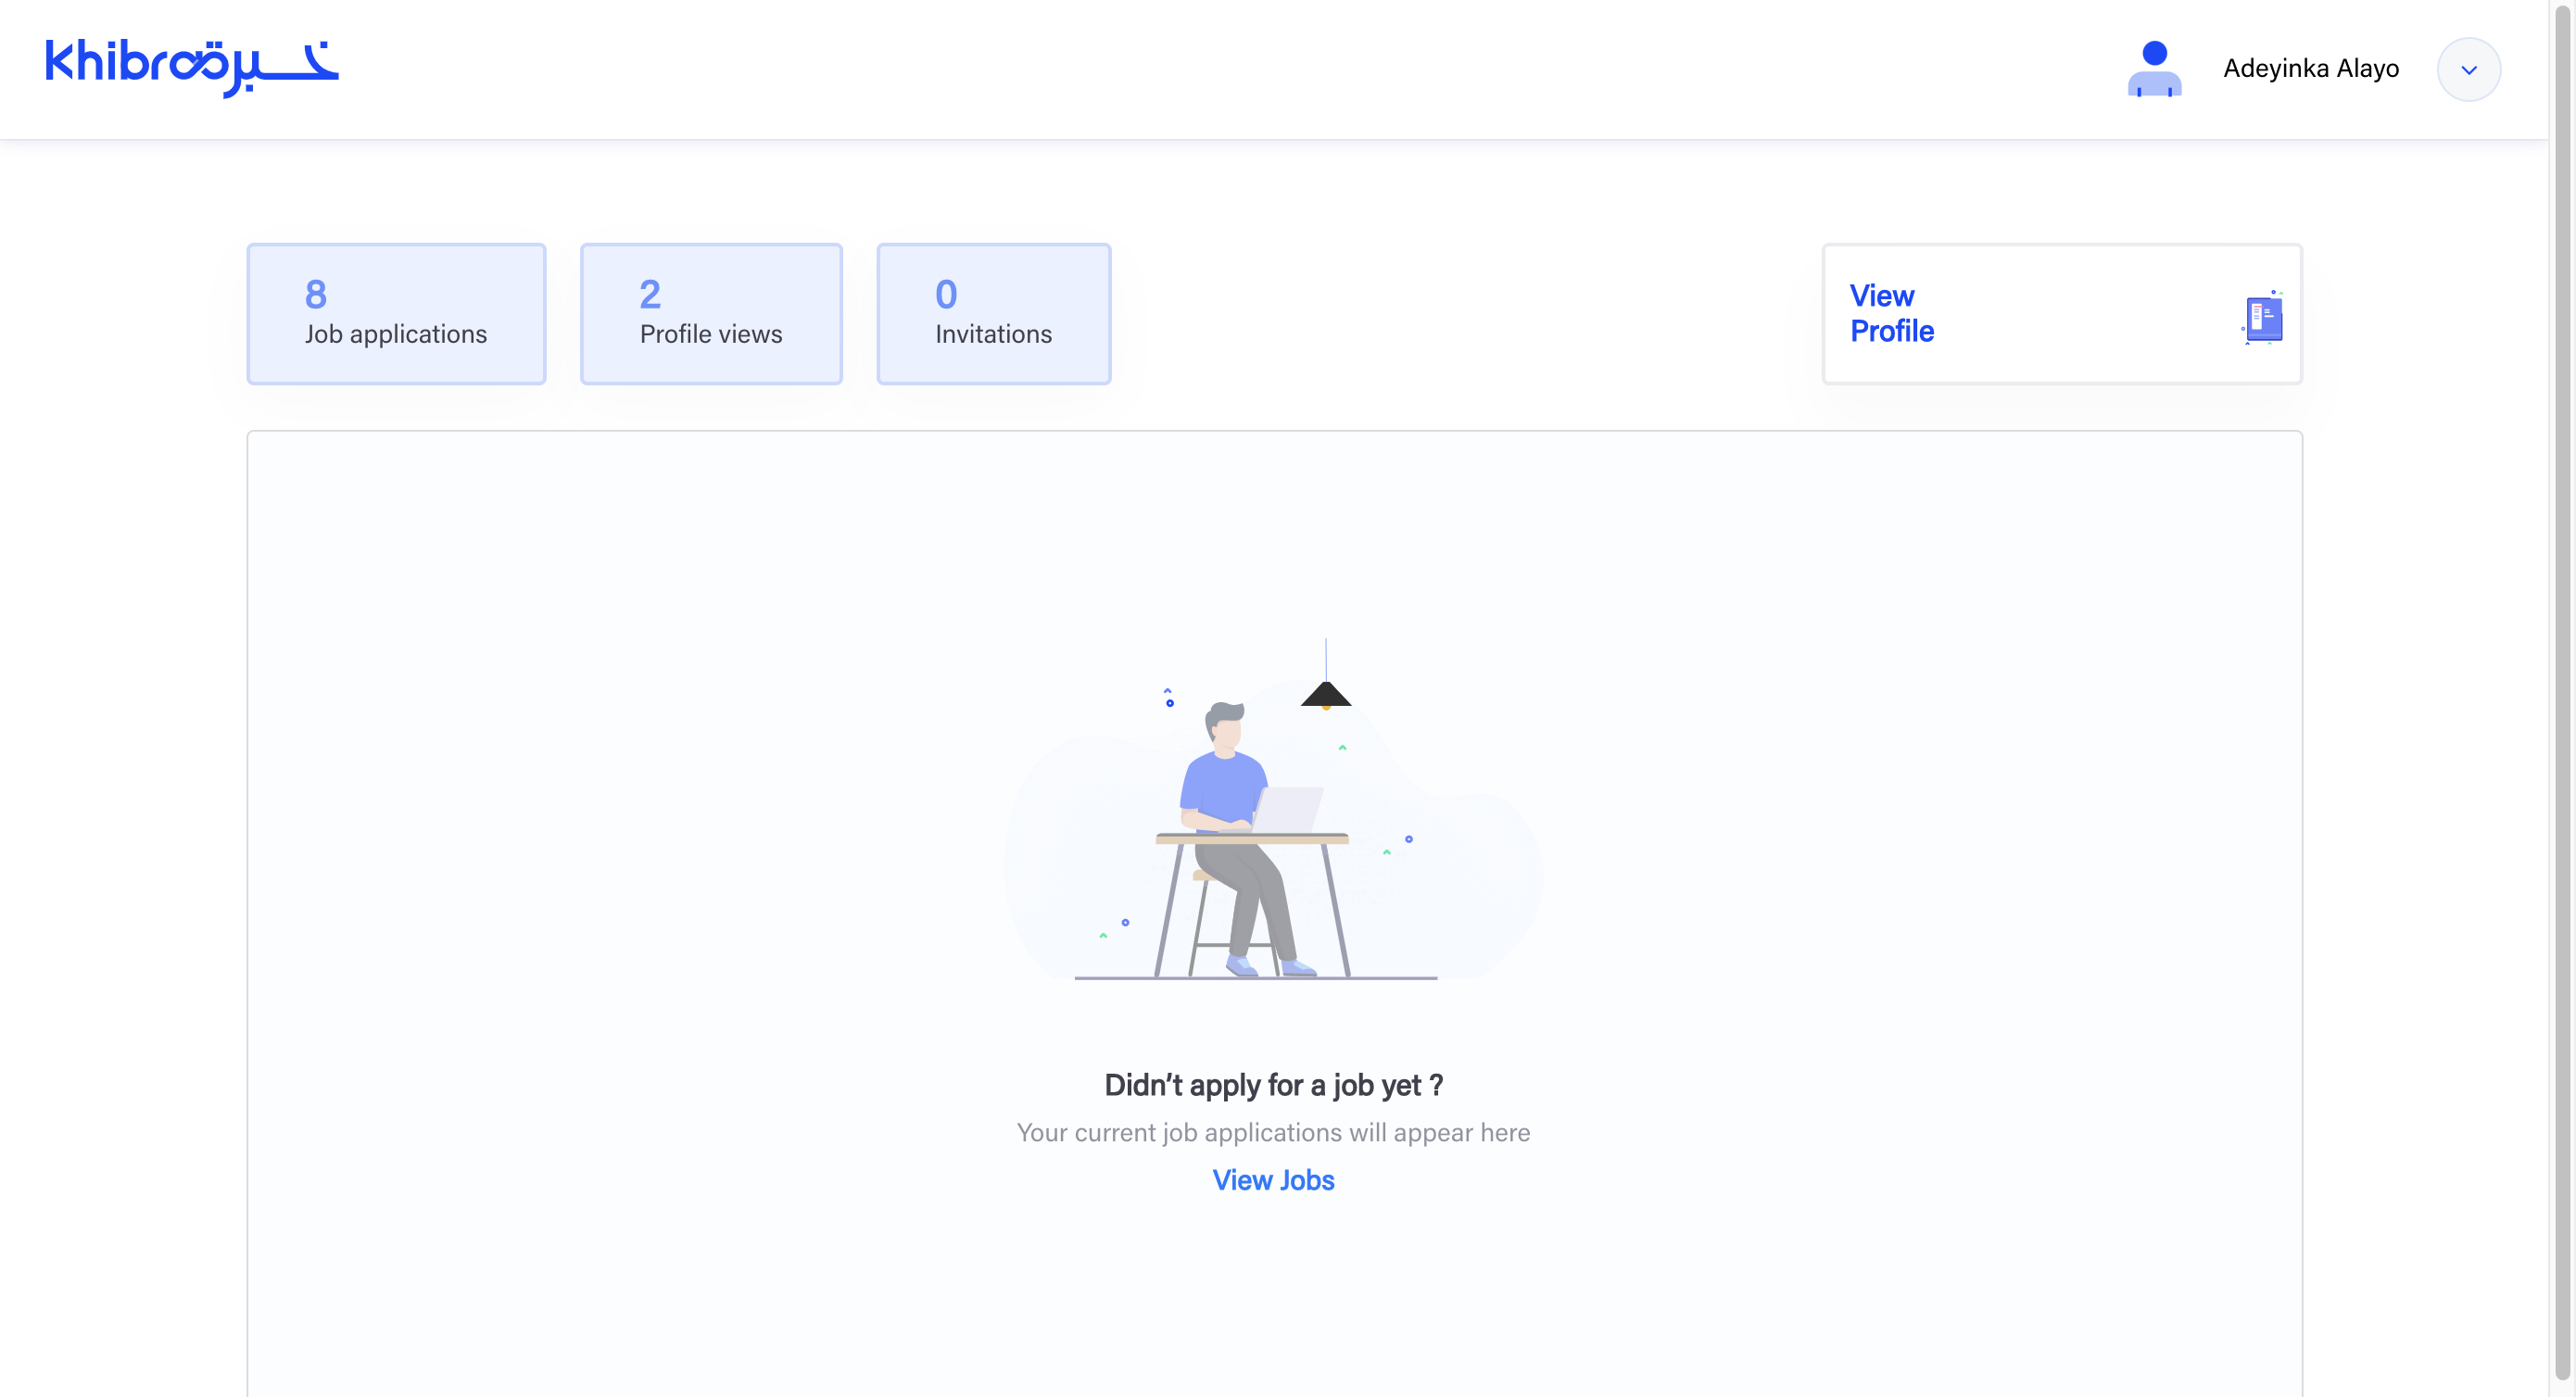 khibra خبرة
Adeyinka Alayo
8
Job applications
2
Profile views
0
Invitations
View
Profile
Didn't apply for a job yet ?
Your current job applications will appear here
View Jobs